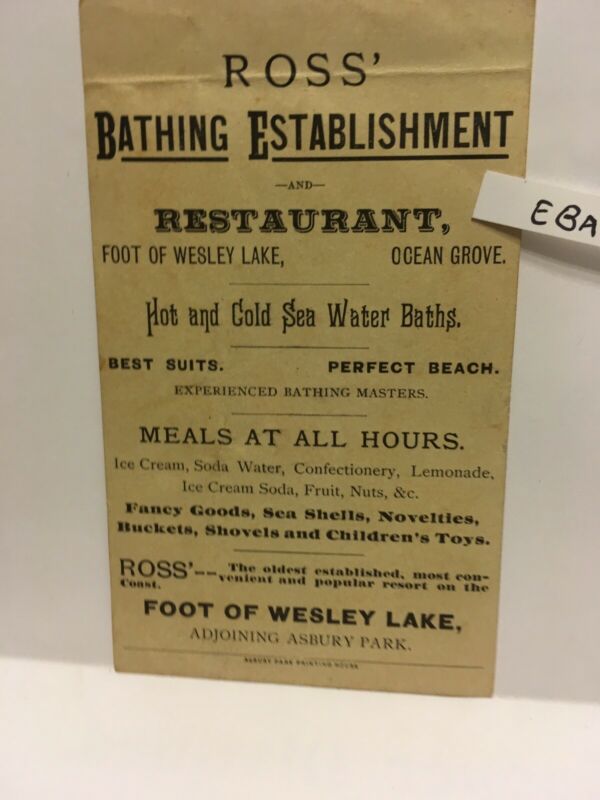 ROSS'
BATHING ESTABLISHMENT
—AND—
RESTAURANT,
FOOT OF WESLEY LAKE, OCEAN GROVE.
EBA
Hot and Cold Sea Water Baths.
BEST SUITS. PERFECT BEACH.
EXPERIENCED BATHING MASTERS.
MEALS AT ALL HOURS.
Ice Cream, Soda Water, Confectionery, Lemonade,
Ice Cream Soda, Fruit, Nuts, &c.
Fancy Goods, Sea Shells, Novelties,
Buckets, Shovels and Children's Toys.
ROSS'--The oldest established, most con-
venient and popular resort on the
Coast.
FOOT OF WESLEY LAKE,
ADJOINING ASBURY PARK.
ASBURY PARK PRINTING HOUSE